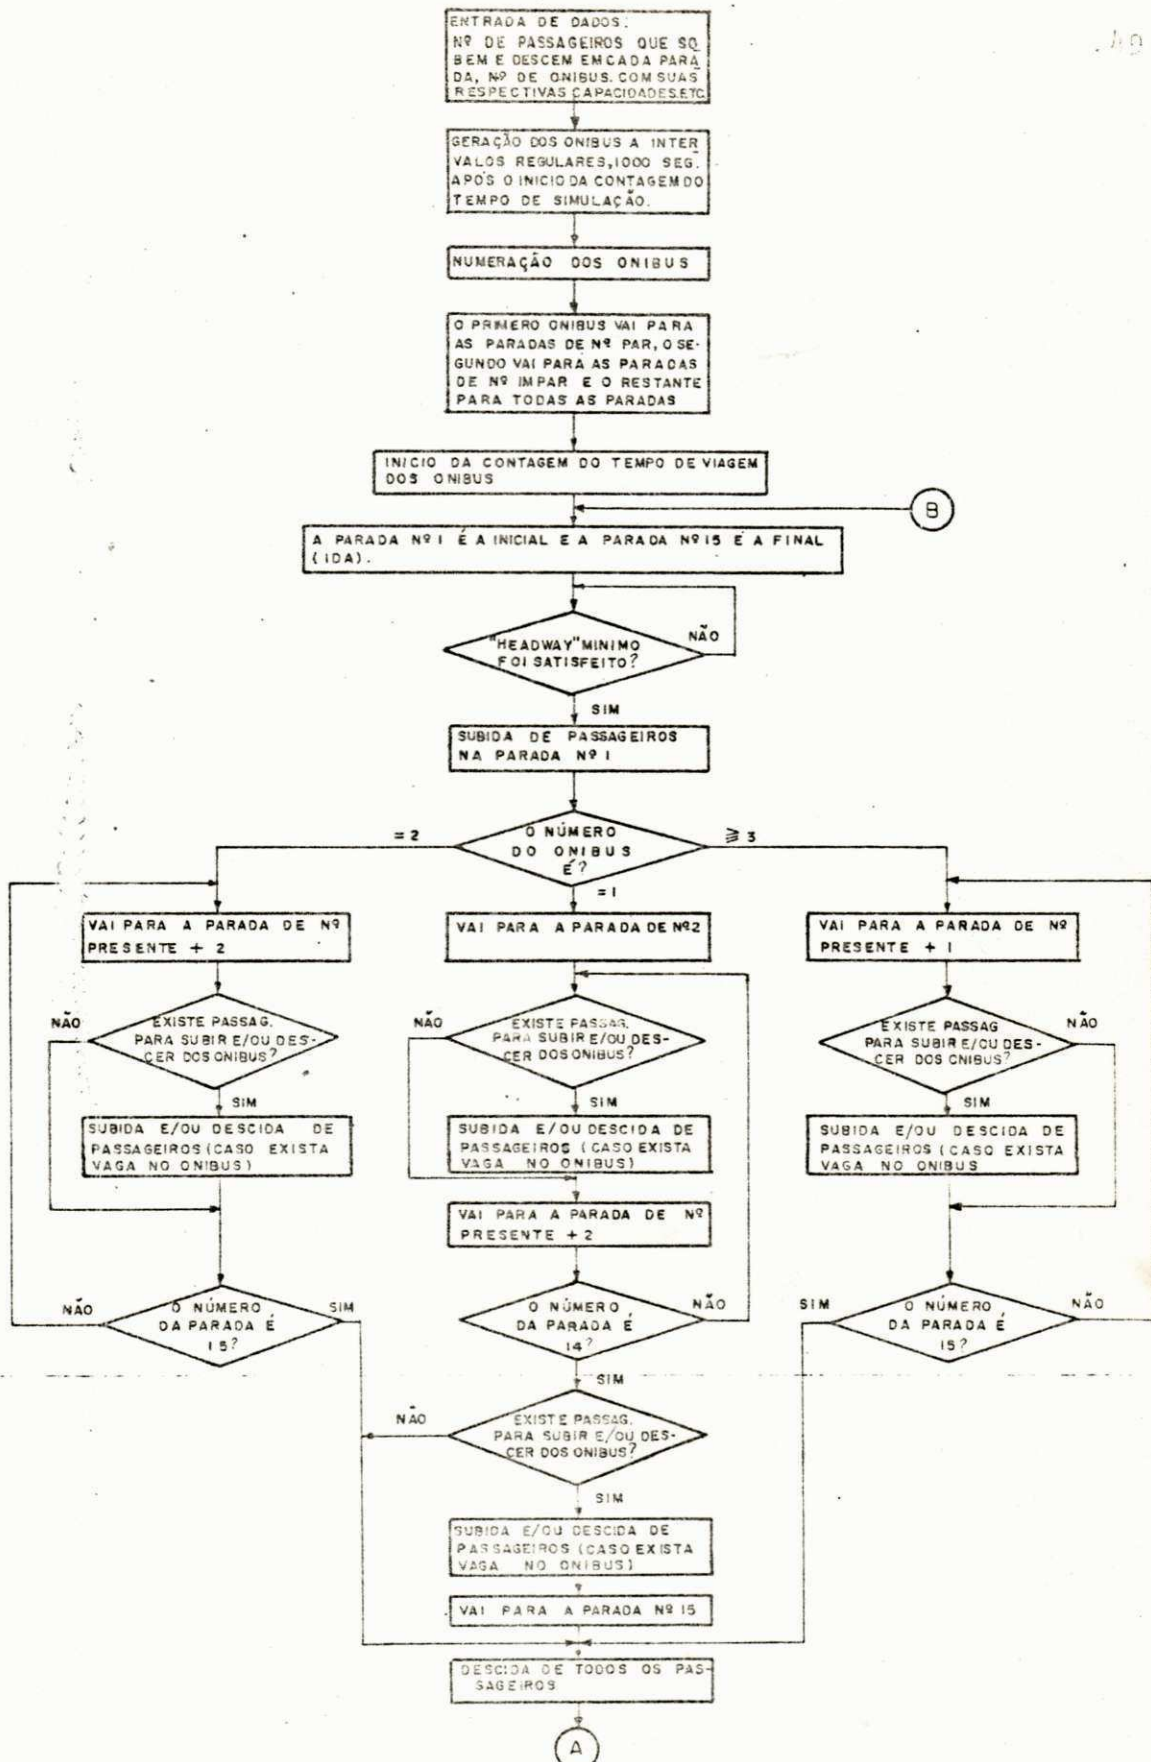 ENTRADA DE DADOS:
Nº DE PASSAGEIROS QUE SO
BEM E DESCEM EM CADA PARA
DA, Nº DE ONIBUS. COM SUAS
RESPECTIVAS CAPACIDADES.ETC.
GERAÇÃO DOS ONIBUS A INTER
VALOS REGULARES,1000 SEG.
APÓS O INICIO DA CONTAGEM DO
TEMPO DE SIMULAÇÃO.
NUMERAÇÃO DOS ONIBUS
O PRIMERO ONIBUS VAI PARA
AS PARADAS DE Nº PAR, O SE-
GUNDO VAI PARA AS PARADAS
DE Nº IMPAR E O RESTANTE
PARA TODAS AS PARADAS
INICIO DA CONTAGEM DO TEMPO DE VIAGEM
DOS ONIBUS
B
A PARADA Nº 1 É A INICIAL E A PARADA Nº 15 E A FINAL
(IDA).
"HEADWAY" MINIMO
FOI SATISFEITO?
NÃO
SIM
SUBIDA DE PASSAGEIROS
NA PARADA Nº 1
O NÚMERO
DO ONIBUS
É?
= 2
≥ 3
= 1
VAI PARA A PARADA DE Nº
PRESENTE + 2
VAI PARA A PARADA DE Nº2
VAI PARA A PARADA DE Nº
PRESENTE + 1
NÃO
EXISTE PASSAG.
PARA SUBIR E/OU DES-
CER DOS ONIBUS?
SIM
NÃO
EXISTE PASSAG.
PARA SUBIR E/OU DES-
CER DOS ONIBUS?
SIM
EXISTE PASSAG
PARA SUBIR E/OU DES-
CER DOS ONIBUS?
NÃO
SIM
SUBIDA E/OU DESCIDA DE
PASSAGEIROS (CASO EXISTA
VAGA NO ONIBUS)
SUBIDA E/OU DESCIDA DE
PASSAGEIROS (CASO EXISTA
VAGA NO ONIBUS)
SUBIDA E/OU DESCIDA DE
PASSAGEIROS (CASO EXISTA
VAGA NO ONIBUS
VAI PARA A PARADA DE Nº
PRESENTE + 2
NÃO
O NÚMERO
DA PARADA É
15?
SIM
O NÚMERO
DA PARADA É
14?
NÃO
SIM
SIM
O NÚMERO
DA PARADA É
15?
NÃO
NÃO
EXISTE PASSAG.
PARA SUBIR E/OU DES-
CER DOS ONIBUS?
SIM
SUBIDA E/OU DESCIDA DE
PASSAGEIROS (CASO EXISTA
VAGA NO ONIBUS)
VAI PARA A PARADA Nº 15
DESCIDA DE TODOS OS PAS-
SAGEIROS
A